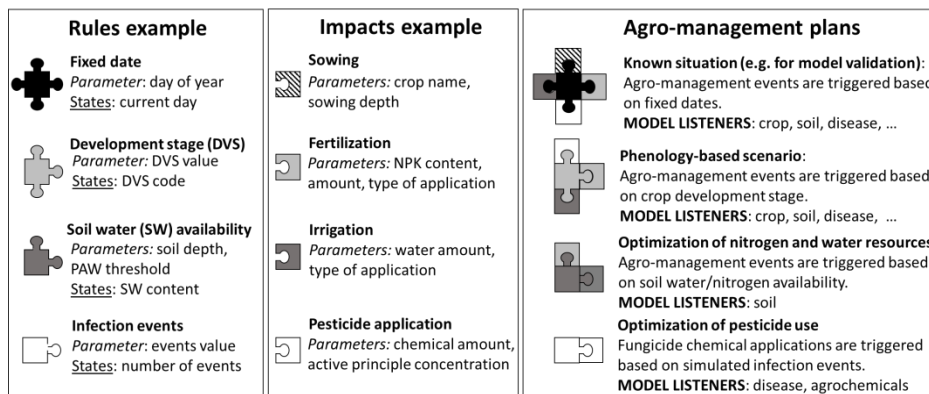 Rules example
Fixed date
Parameter: day of year
States: current day
Development stage (DVS)
Parameter: DVS value
States: DVS code
Soil water (SW) availability
Parameters: soil depth,
PAW threshold
States: SW content
Infection events
Parameter: events value
States: number of events
Impacts example
Sowing
Parameters: crop name,
sowing depth
Fertilization
Parameters: NPK content,
amount, type of application
Irrigation
Parameters: water amount,
type of application
Pesticide application
Parameters: chemical amount,
active principle concentration
Agro-management plans
Known situation (e.g. for model validation):
Agro-management events are triggered based
on fixed dates.
MODEL LISTENERS: crop, soil, disease, ...
Phenology-based scenario:
Agro-management events are triggered based
on crop development stage.
MODEL LISTENERS: crop, soil, disease, ...
Optimization of nitrogen and water resources
Agro-management events are triggered based
on soil water/nitrogen availability.
MODEL LISTENERS: soil
Optimization of pesticide use
Fungicide chemical applications are triggered
based on simulated infection events.
MODEL LISTENERS: disease, agrochemicals